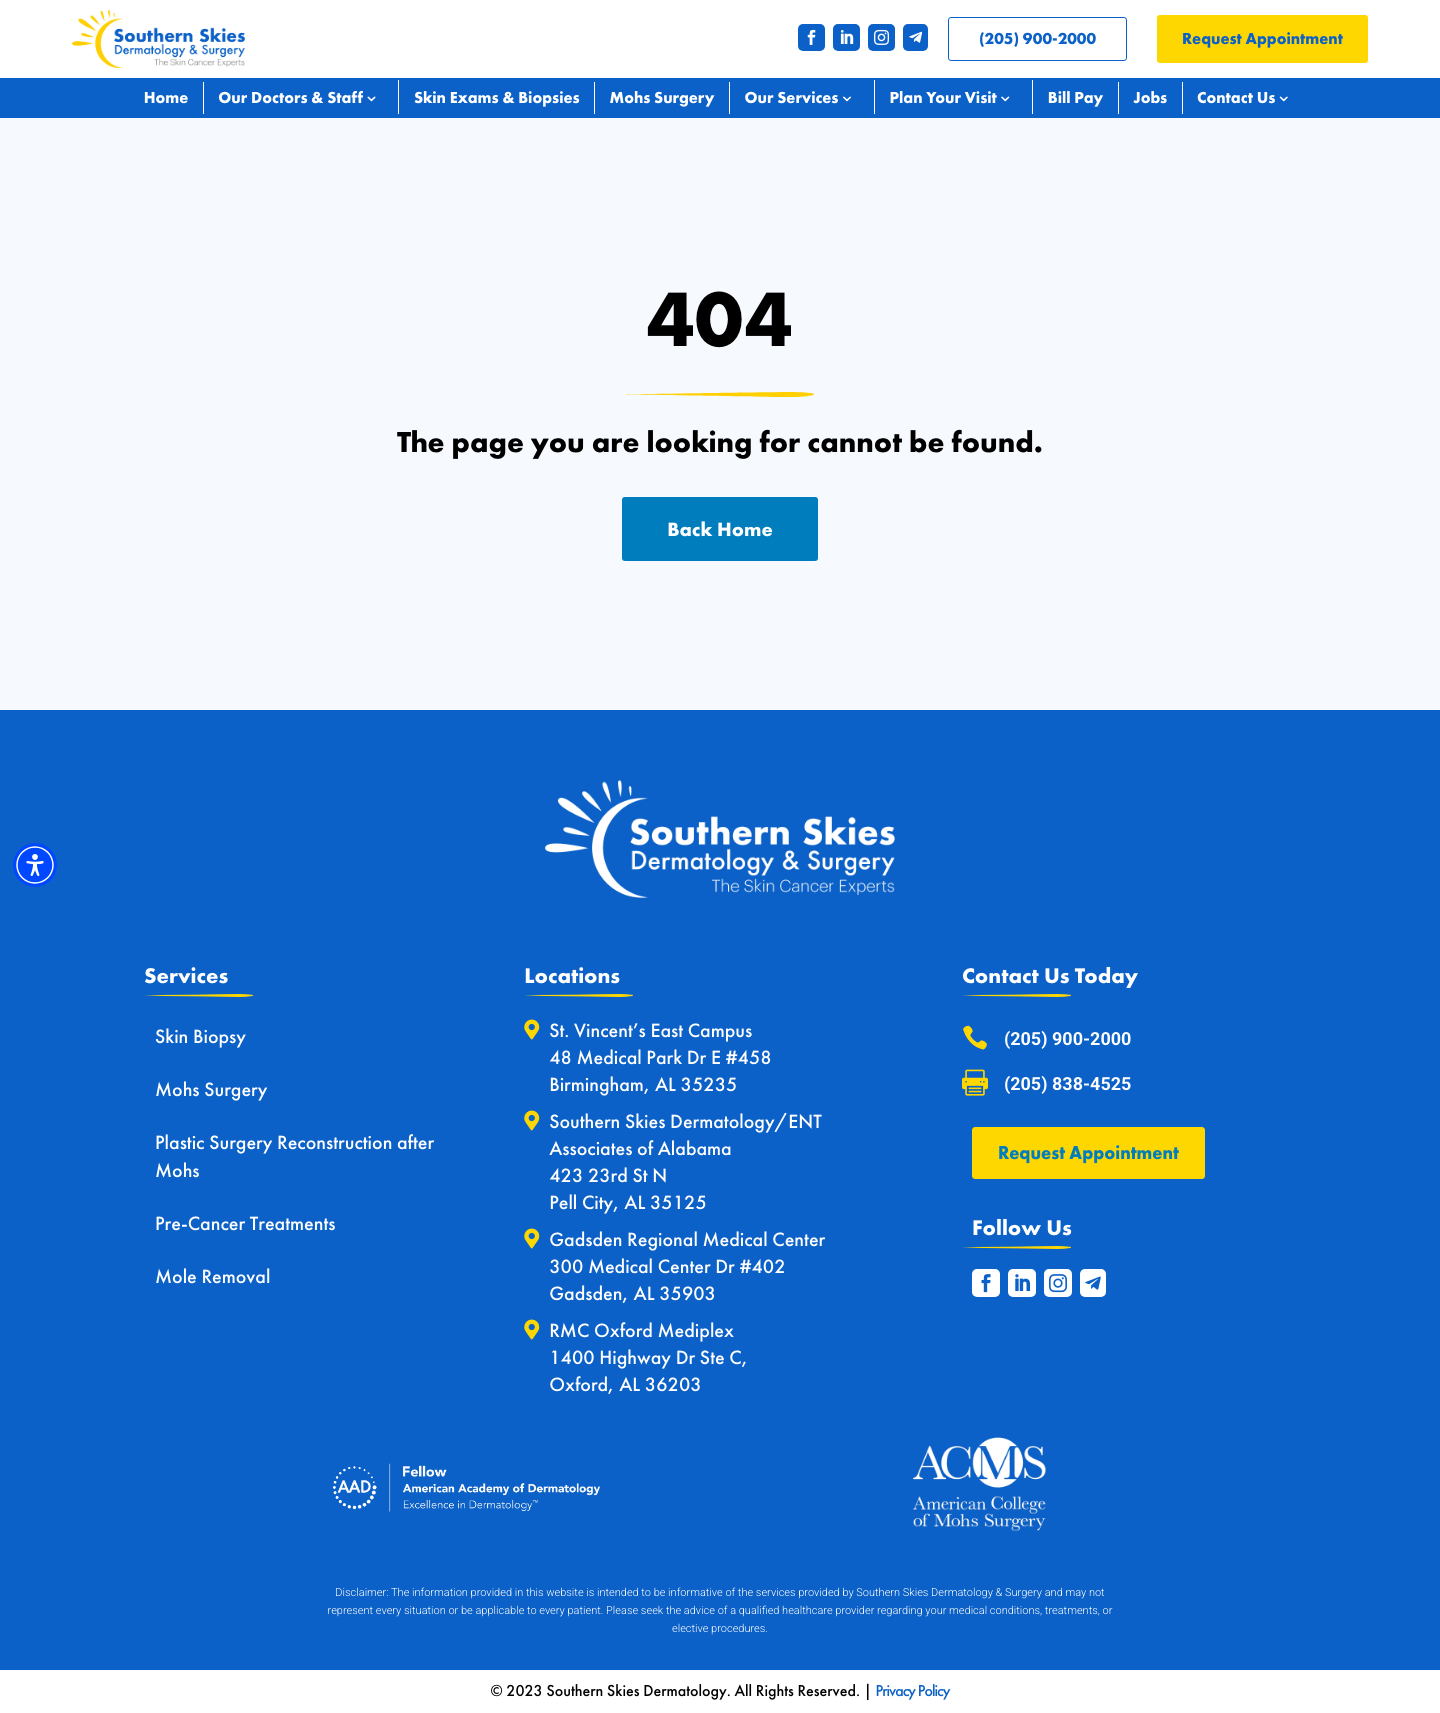 Southern Skies
Dermatology & Surgery
The Skin Cancer Experts
(205) 900-2000
Request Appointment
Home
Our Doctors & Staff
Skin Exams & Biopsies
Mohs Surgery
Our Services
Plan Your Visit
Bill Pay
Jobs
Contact Us
404
The page you are looking for cannot be found.
Back Home
Southern Skies
Dermatology & Surgery
The Skin Cancer Experts
Services
Skin Biopsy
Mohs Surgery
Plastic Surgery Reconstruction after
Mohs
Pre-Cancer Treatments
Mole Removal
Locations
St. Vincent’s East Campus
48 Medical Park Dr E #458
Birmingham, AL 35235
Southern Skies Dermatology/ENT
Associates of Alabama
423 23rd St N
Pell City, AL 35125
Gadsden Regional Medical Center
300 Medical Center Dr #402
Gadsden, AL 35903
RMC Oxford Mediplex
1400 Highway Dr Ste C,
Oxford, AL 36203
Contact Us Today
(205) 900-2000
(205) 838-4525
Request Appointment
Follow Us
AAD
Fellow
American Academy of Dermatology
Excellence in Dermatology™
ACMS
American College
of Mohs Surgery
Disclaimer: The information provided in this website is intended to be informative of the services provided by Southern Skies Dermatology & Surgery and may not
represent every situation or be applicable to every patient. Please seek the advice of a qualified healthcare provider regarding your medical conditions, treatments, or
elective procedures.
© 2023 Southern Skies Dermatology. All Rights Reserved. | Privacy Policy